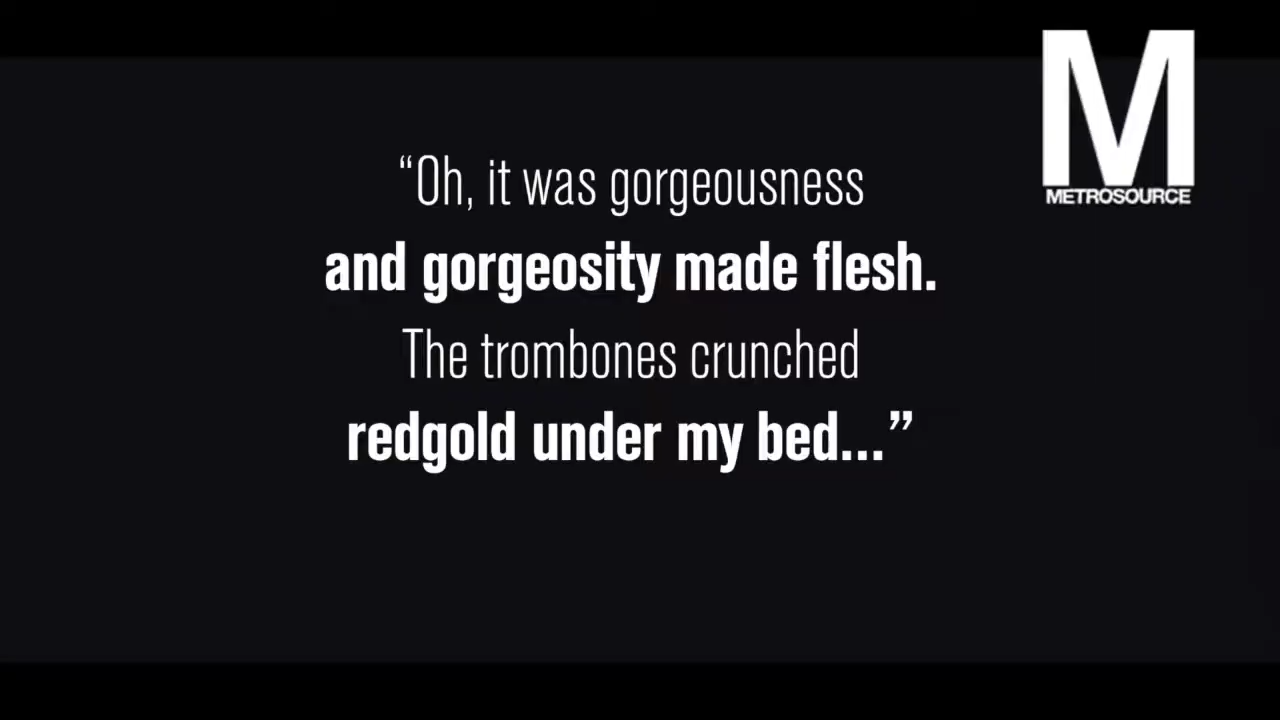 “Oh, it was gorgeousness
and gorgeosity made flesh.
The trombones crunched
redgold under my bed...”
M
METROSOURCE